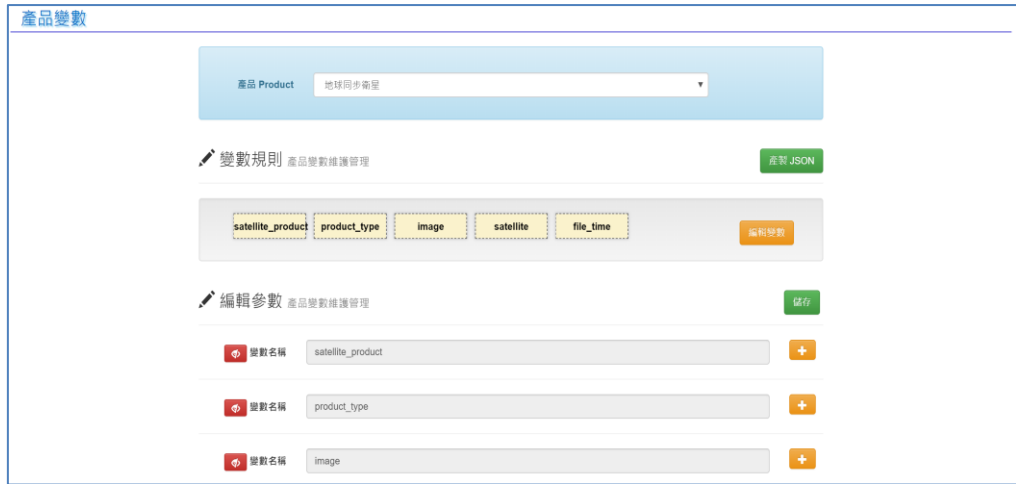 產品變數
產品 Product 地球同步衛星
變數規則 產品變數維護管理 產製 JSON
satellite_product product_type image satellite file_time 編輯變數
編輯參數 產品變數維護管理 儲存
變數名稱 satellite_product
變數名稱 product_type
變數名稱 image